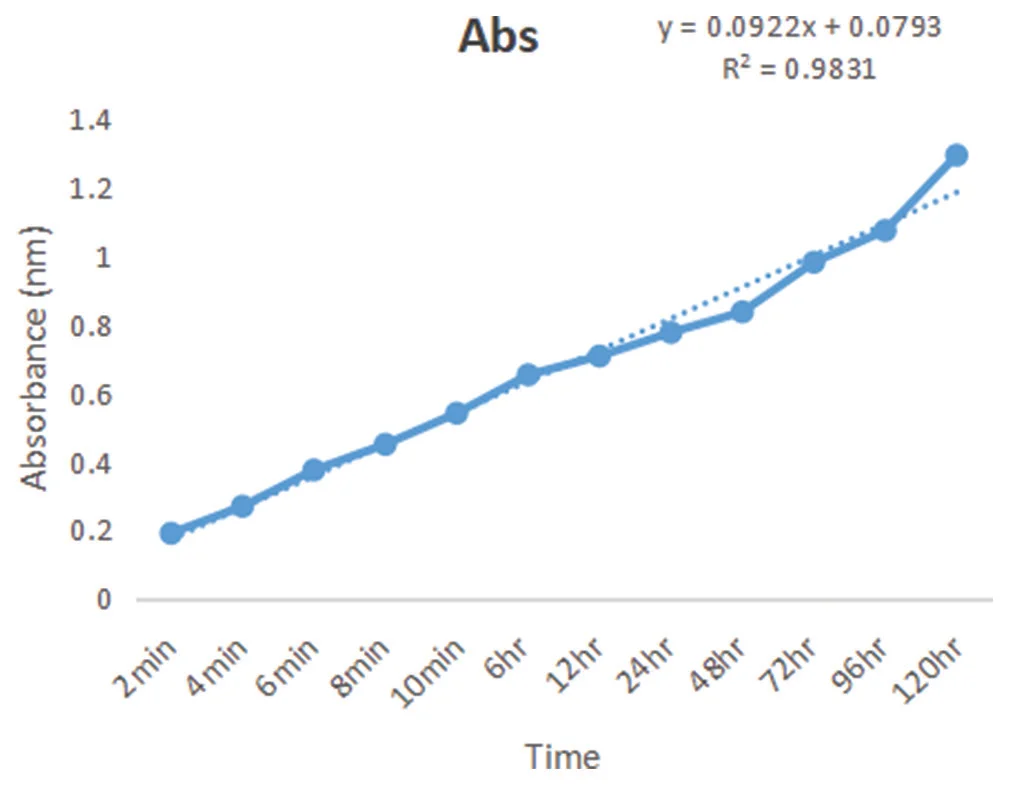 Abs
y = 0.0922x + 0.0793
R² = 0.9831
1.4
1.2
1
0.8
0.6
0.4
0.2
0
Absorbance (nm)
2min
4min
6min
8min
10min
6hr
12hr
24hr
48hr
72hr
96hr
120hr
Time